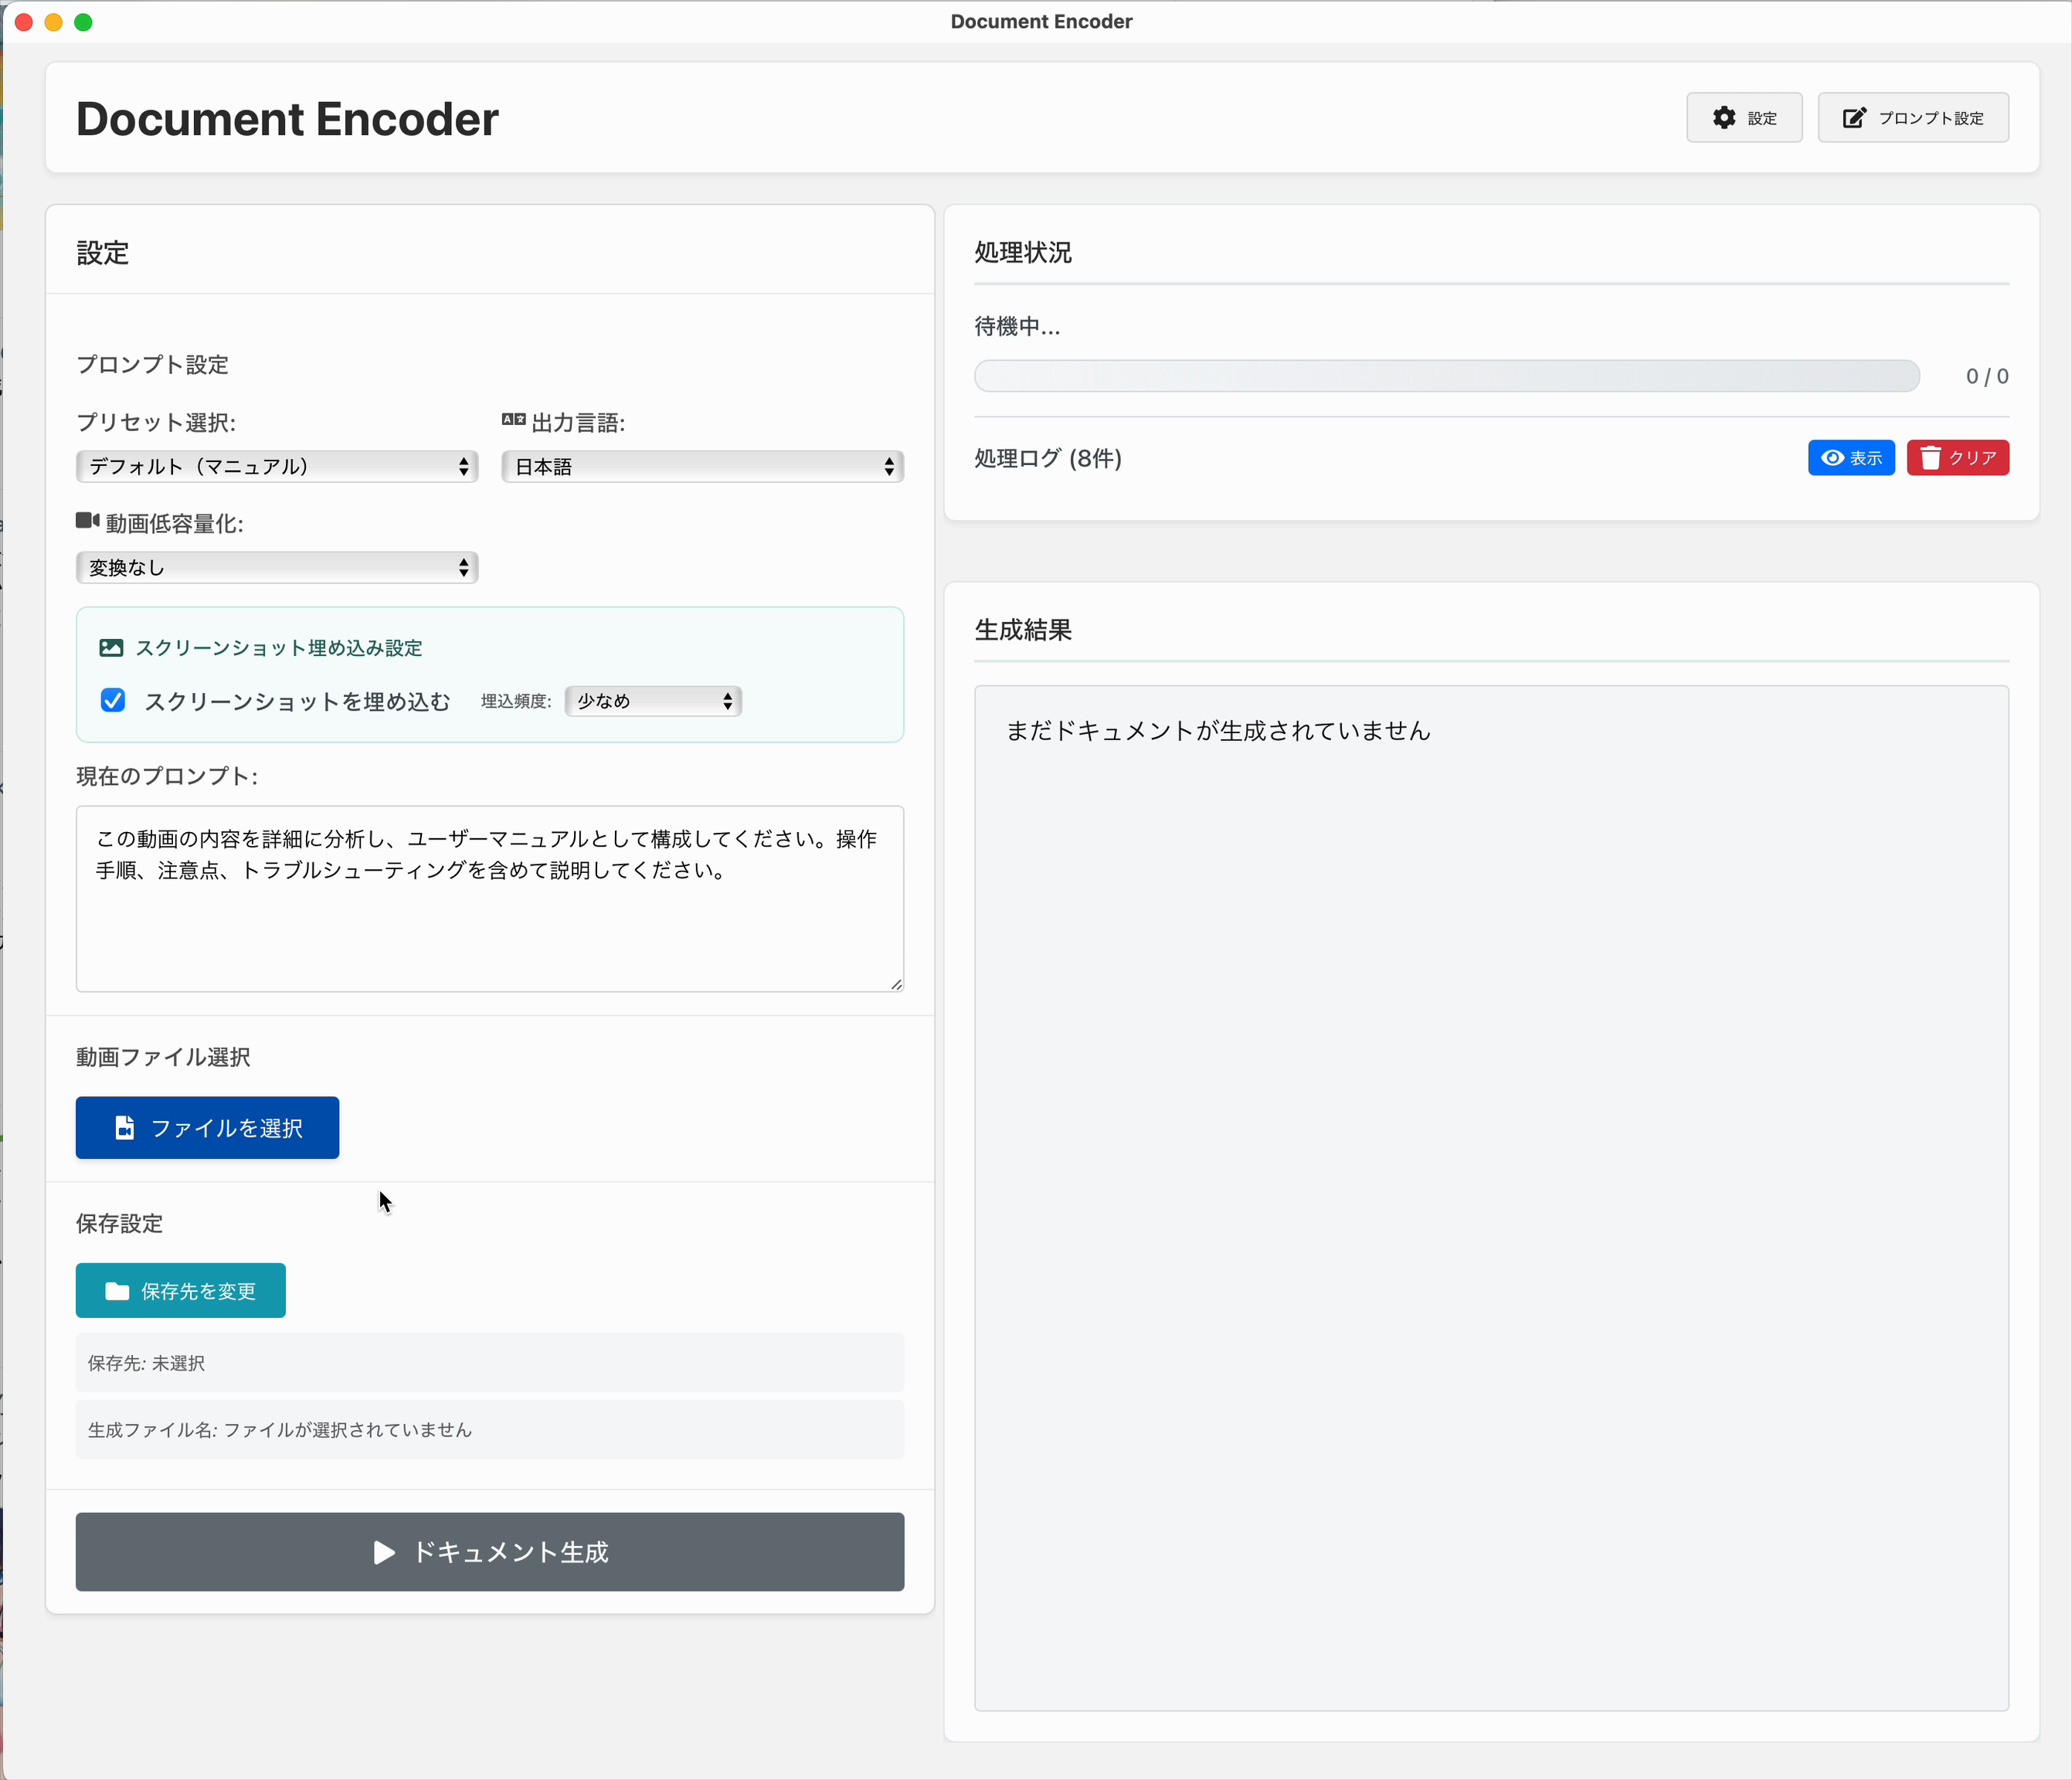 Document Encoder
Document Encoder
設定
プロンプト設定
設定
プロンプト設定
プリセット選択:
出力言語:
デフォルト（マニュアル）
日本語
動画低容量化:
変換なし
スクリーンショット埋め込み設定
スクリーンショットを埋め込む
埋込頻度:
少なめ
現在のプロンプト:
この動画の内容を詳細に分析し、ユーザーマニュアルとして構成してください。操作
手順、注意点、トラブルシューティングを含めて説明してください。
動画ファイル選択
ファイルを選択
保存設定
保存先を変更
保存先: 未選択
生成ファイル名: ファイルが選択されていません
ドキュメント生成
処理状況
待機中...
0 / 0
処理ログ (8件)
表示
クリア
生成結果
まだドキュメントが生成されていません